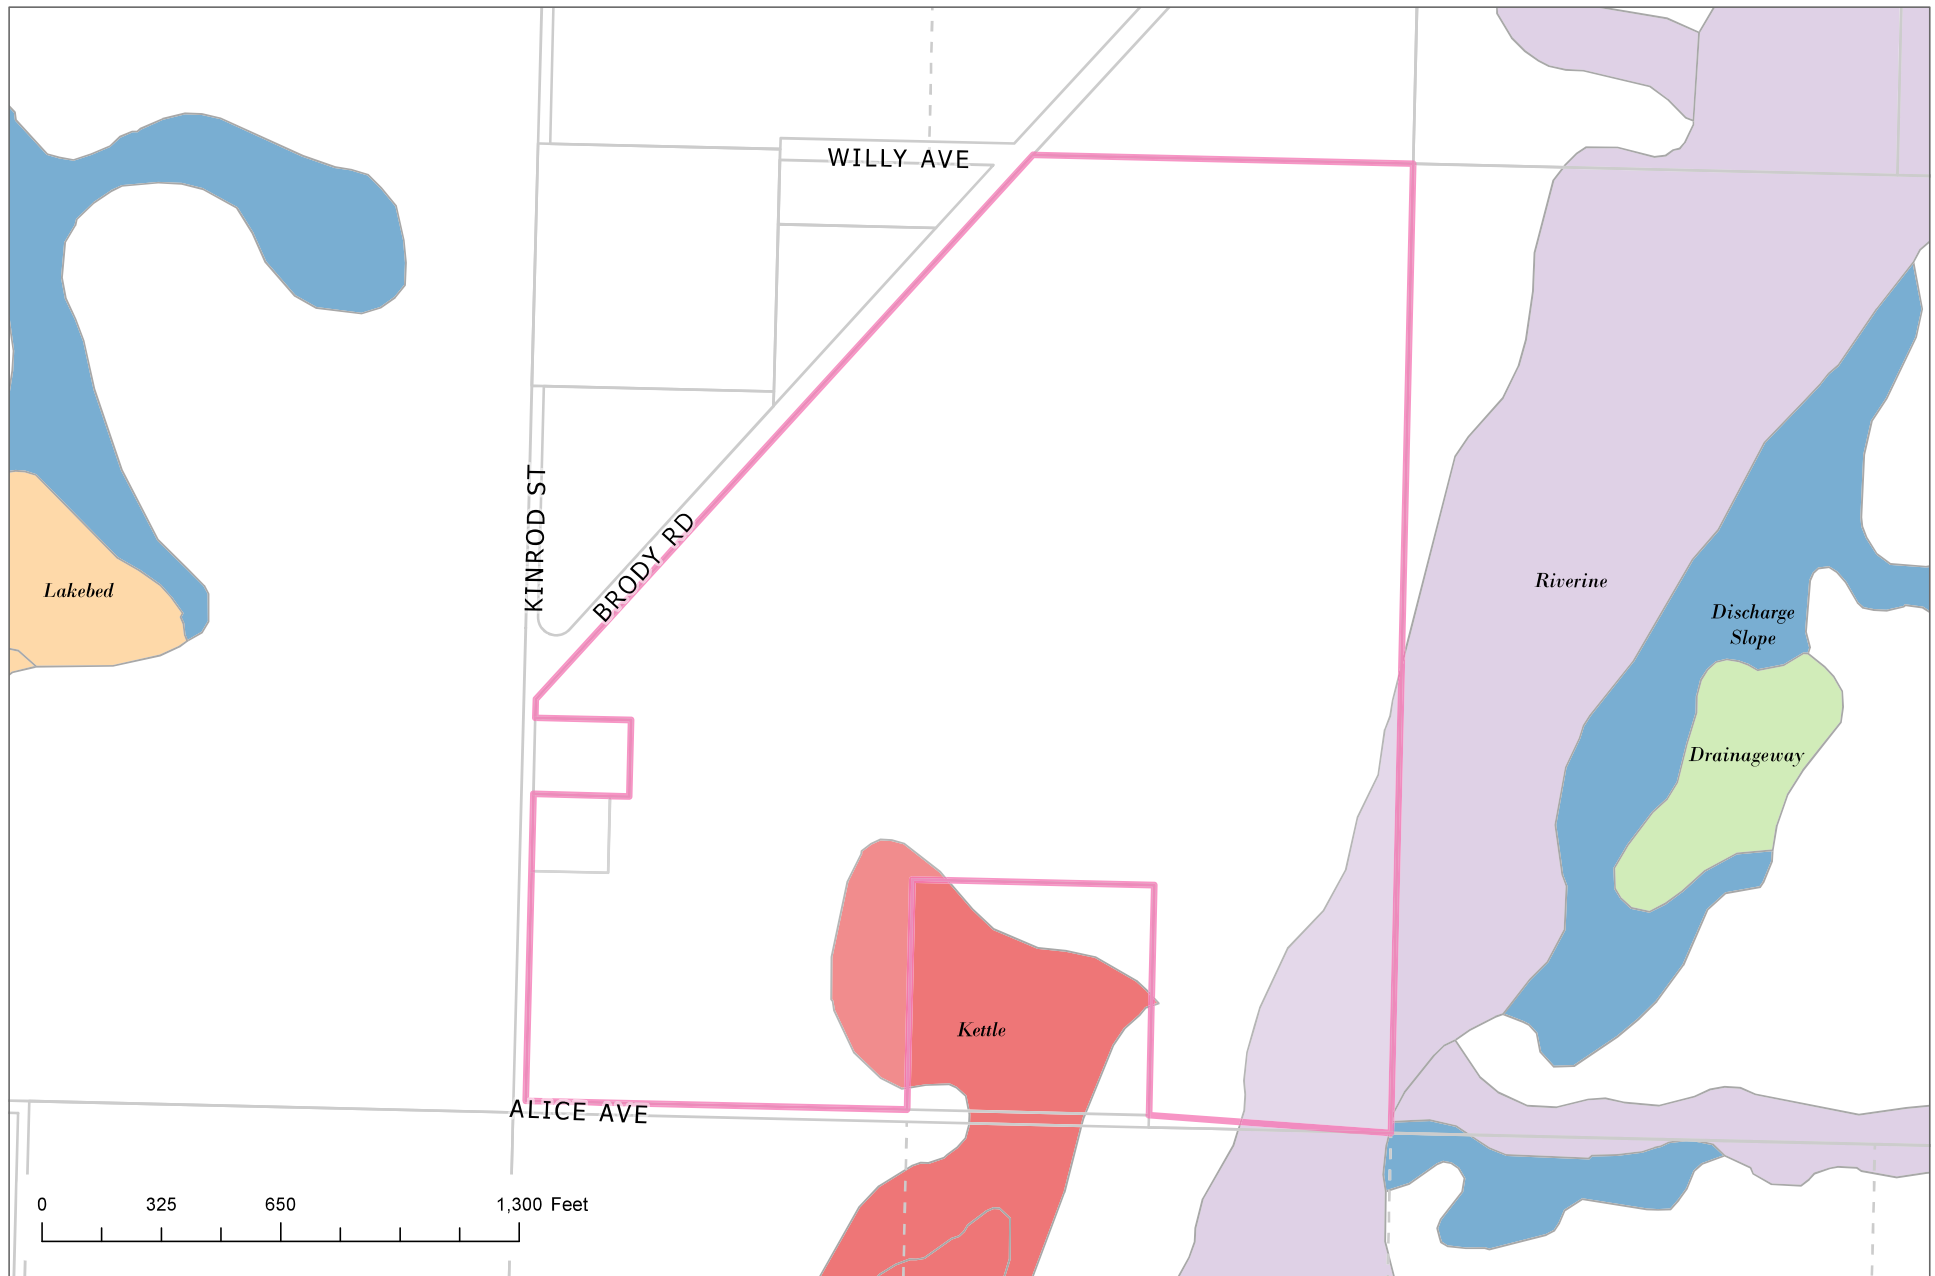 WILLY AVE
KINROD ST
BRODY RD
Lakebed
Riverine
Discharge
Slope
Drainageway
Kettle
ALICE AVE
0 325 650 1,300 Feet